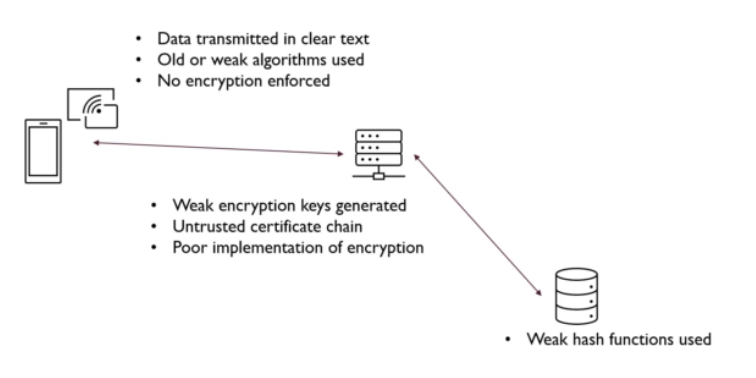 • Data transmitted in clear text
• Old or weak algorithms used
• No encryption enforced
• Weak encryption keys generated
• Untrusted certificate chain
• Poor implementation of encryption
• Weak hash functions used